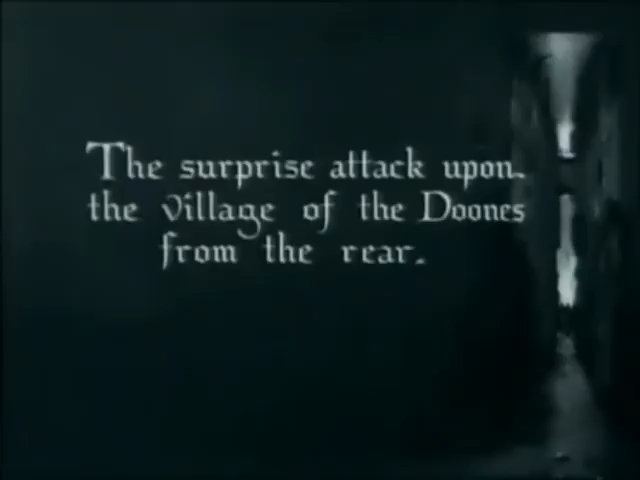 The surprise attack upon
the village of the Doones
from the rear.